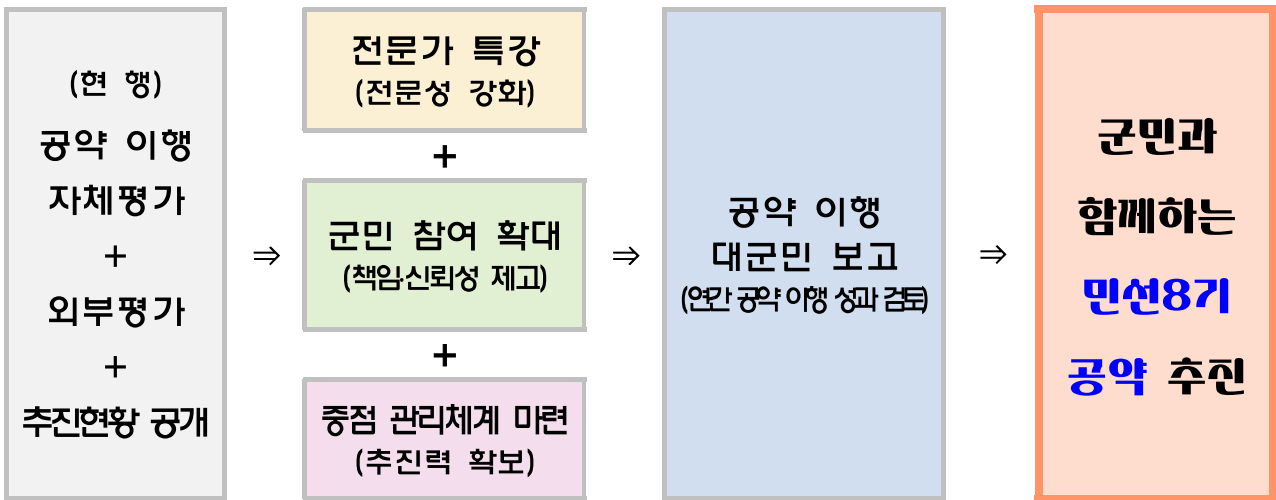 (현 행)
공약 이행
자체평가
+
외부평가
+
추진현황 공개
⇒
전문가 특강
(전문성 강화)
+
군민 참여 확대
(책임·신뢰성 제고)
+
중점 관리체계 마련
(추진력 확보)
⇒
공약 이행
대군민 보고
(연간 공약 이행 성과 검토)
⇒
군민과
함께하는
민선8기
공약 추진